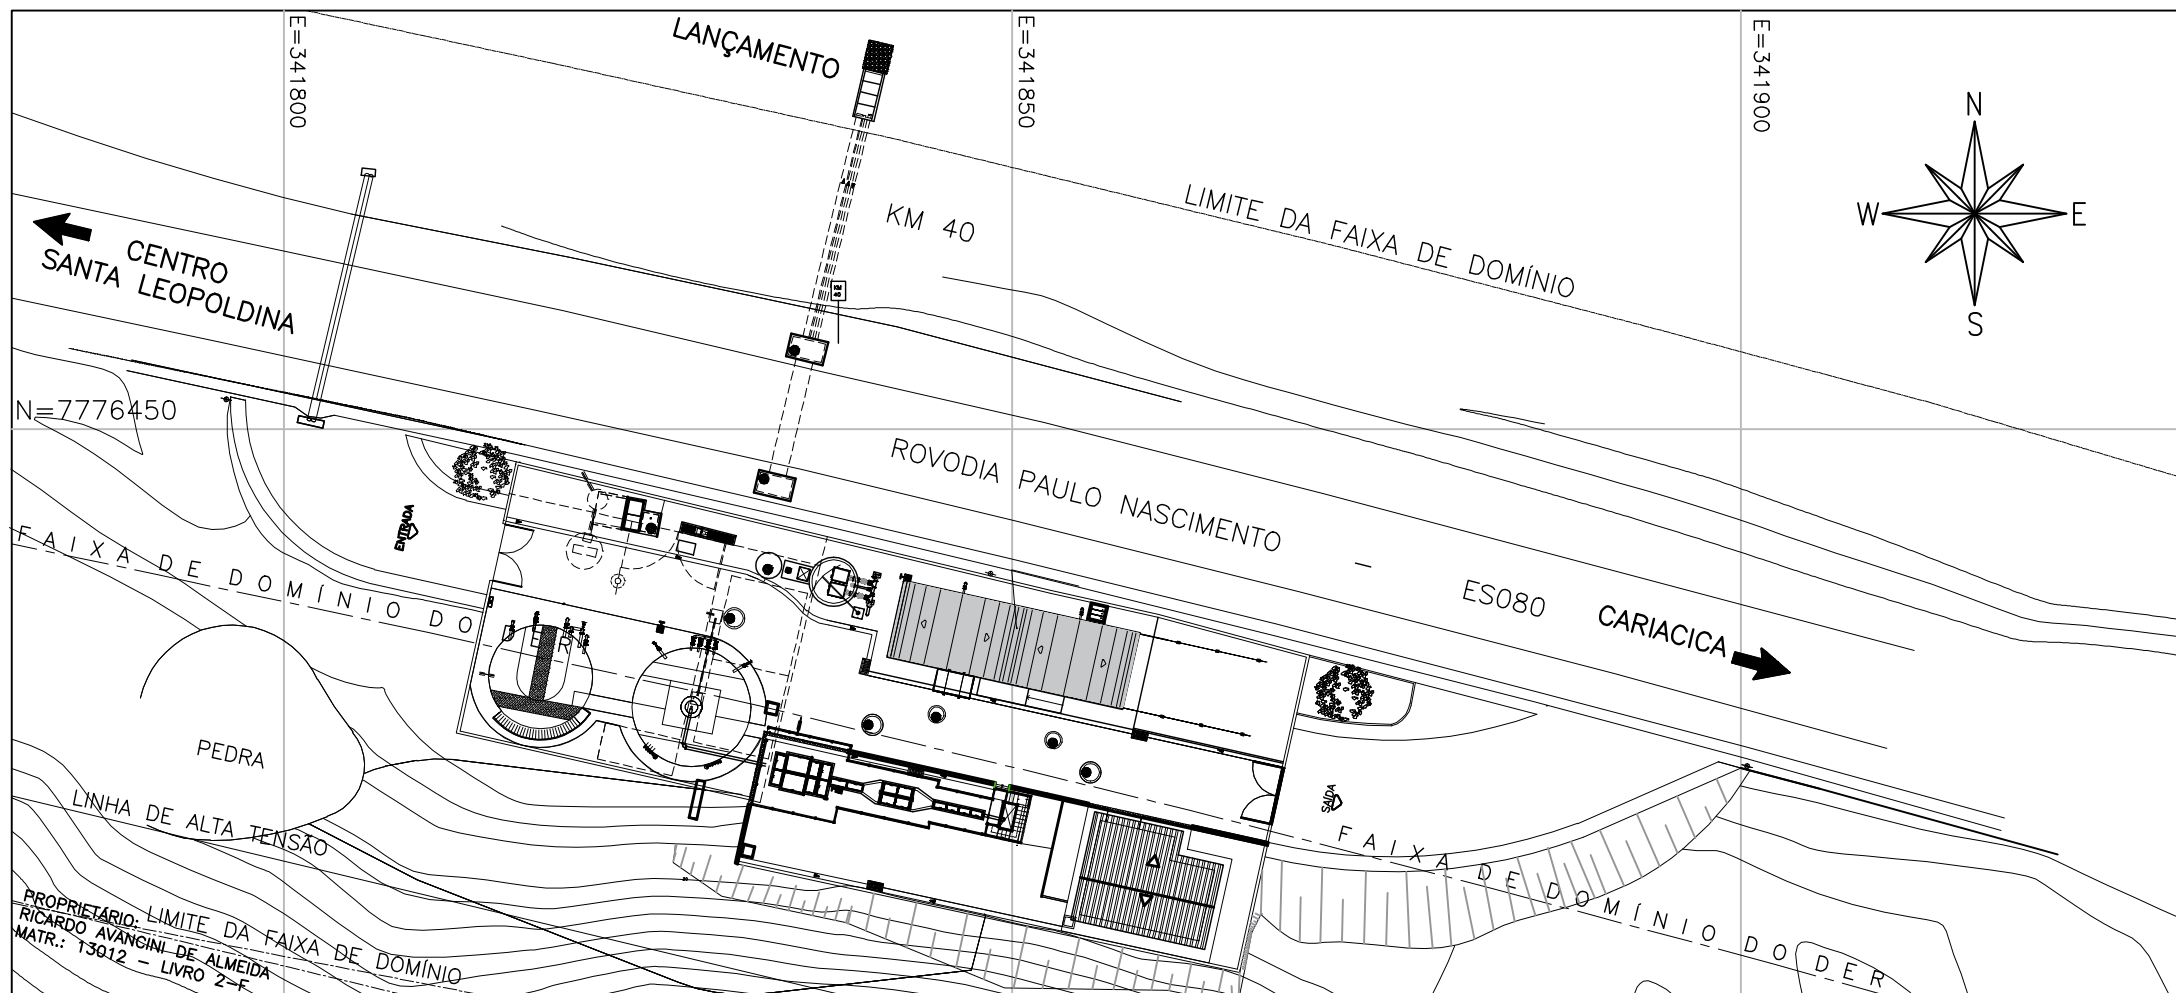 E=341800
LANÇAMENTO
E=341850
E=341900
N
W
E
S
KM 40
LIMITE DA FAIXA DE DOMÍNIO
CENTRO
SANTA LEOPOLDINA
KM
40
N=7776450
ROVODIA PAULO NASCIMENTO - ES080
CARIACICA
ENTRADA
FAIXA DE DOMÍNIO DO DER
PEDRA
SAÍDA
FAIXA DE DOMÍNIO DO DER
LINHA DE ALTA TENSÃO
PROPRIETÁRIO:
RICARDO AVANCINI DE ALMEIDA
MATR.: 13012 - LIVRO 2-F
LIMITE DA FAIXA DE DOMÍNIO